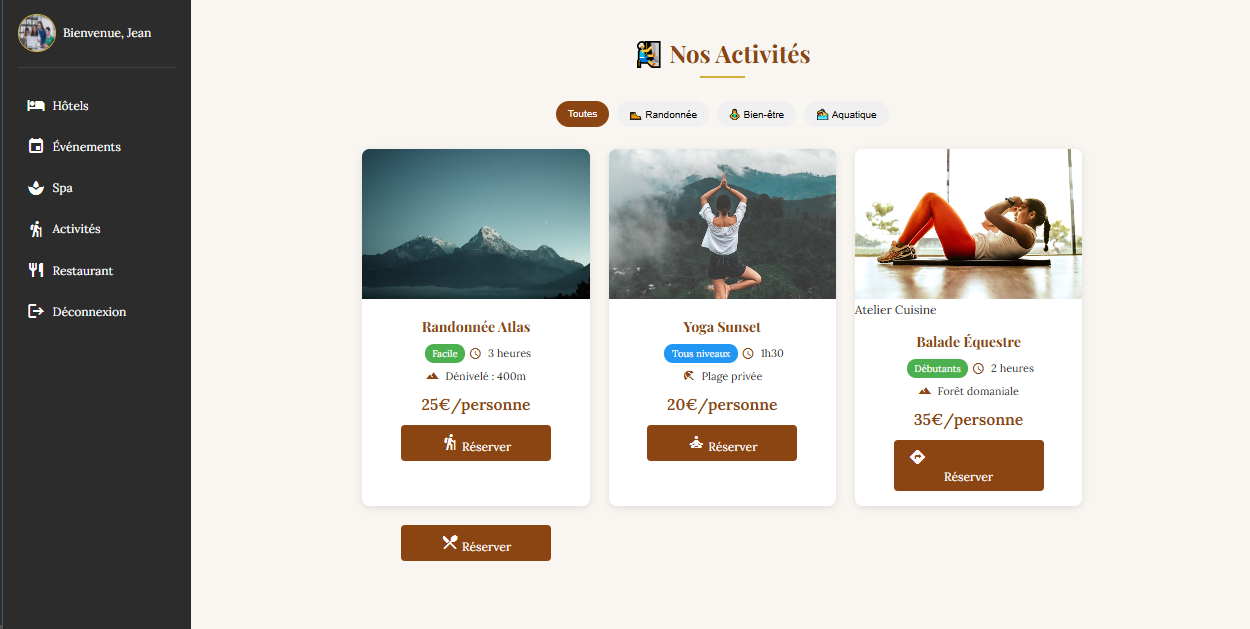 Bienvenue, Jean
Hôtels
Événements
Spa
Activités
Restaurant
Déconnexion
Nos Activités
Toutes
Randonnée
Bien-être
Aquatique
Randonnée Atlas
Facile 3 heures
Dénivelé : 400m
25€/personne
Réserver
Yoga Sunset
Tous niveaux 1h30
Plage privée
20€/personne
Réserver
Atelier Cuisine
Balade Équestre
Débutants 2 heures
Forêt domaniale
35€/personne
Réserver
Réserver